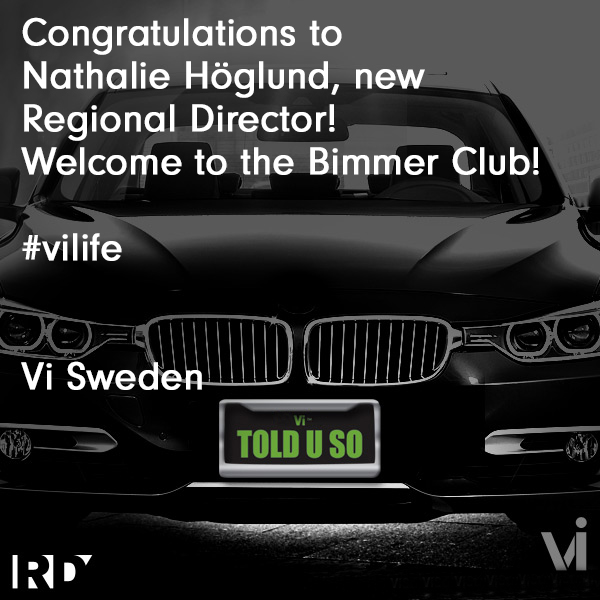 Congratulations to
Nathalie Höglund, new
Regional Director!
Welcome to the Bimmer Club!
#vilife
Vi Sweden
Vi™
TOLD U SO
RD
vi